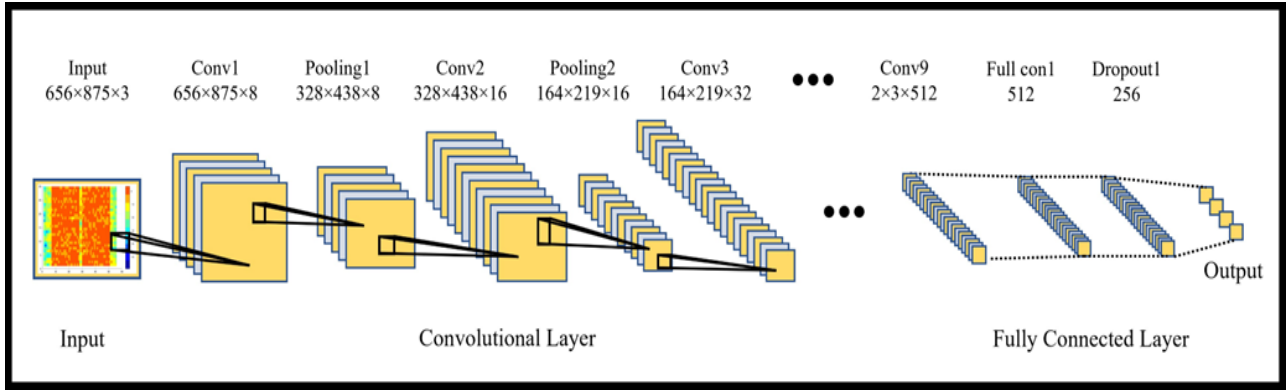 Input
656×875×3
Conv1
656×875×8
Pooling1
328×438×8
Conv2
328×438×16
Pooling2
164×219×16
Conv3
164×219×32
•••
Conv9
2×3×512
Full con1
512
Dropout1
256
•••
Output
Input
Convolutional Layer
Fully Connected Layer